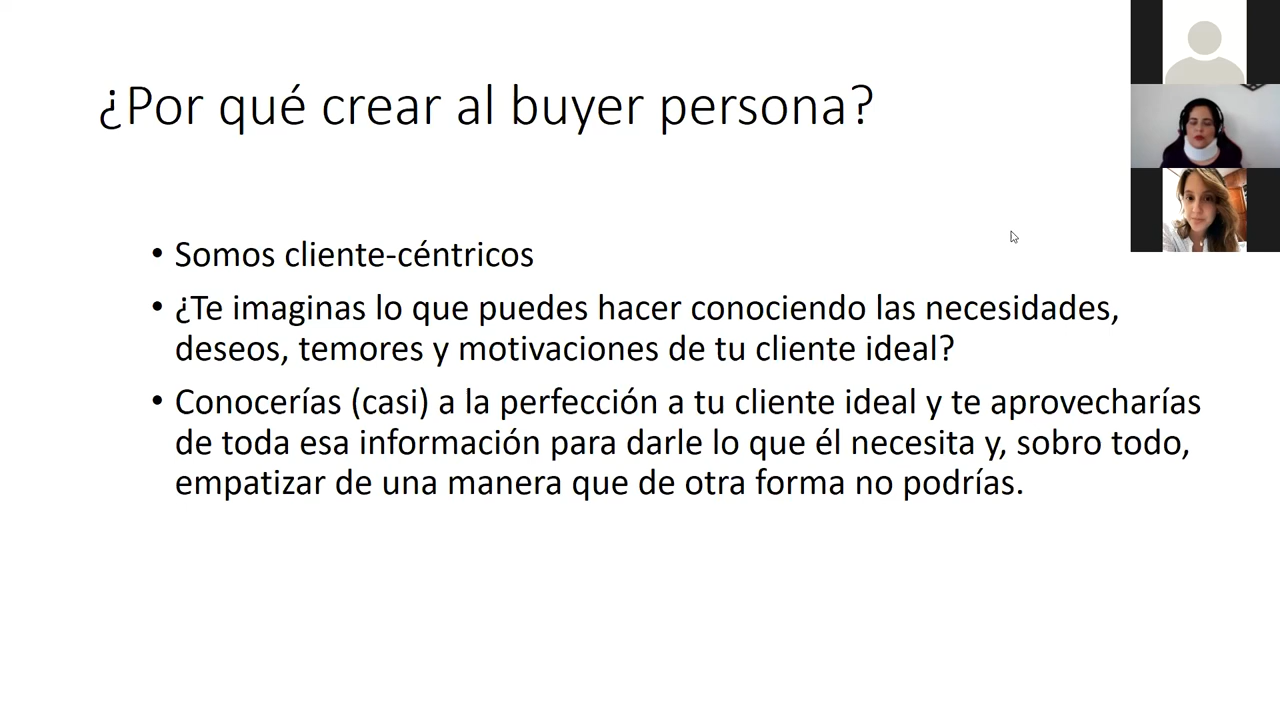 ¿Por qué crear al buyer persona?
• Somos cliente-céntricos
• ¿Te imaginas lo que puedes hacer conociendo las necesidades,
deseos, temores y motivaciones de tu cliente ideal?
• Conocerías (casi) a la perfección a tu cliente ideal y te aprovecharías
de toda esa información para darle lo que él necesita y, sobro todo,
empatizar de una manera que de otra forma no podrías.